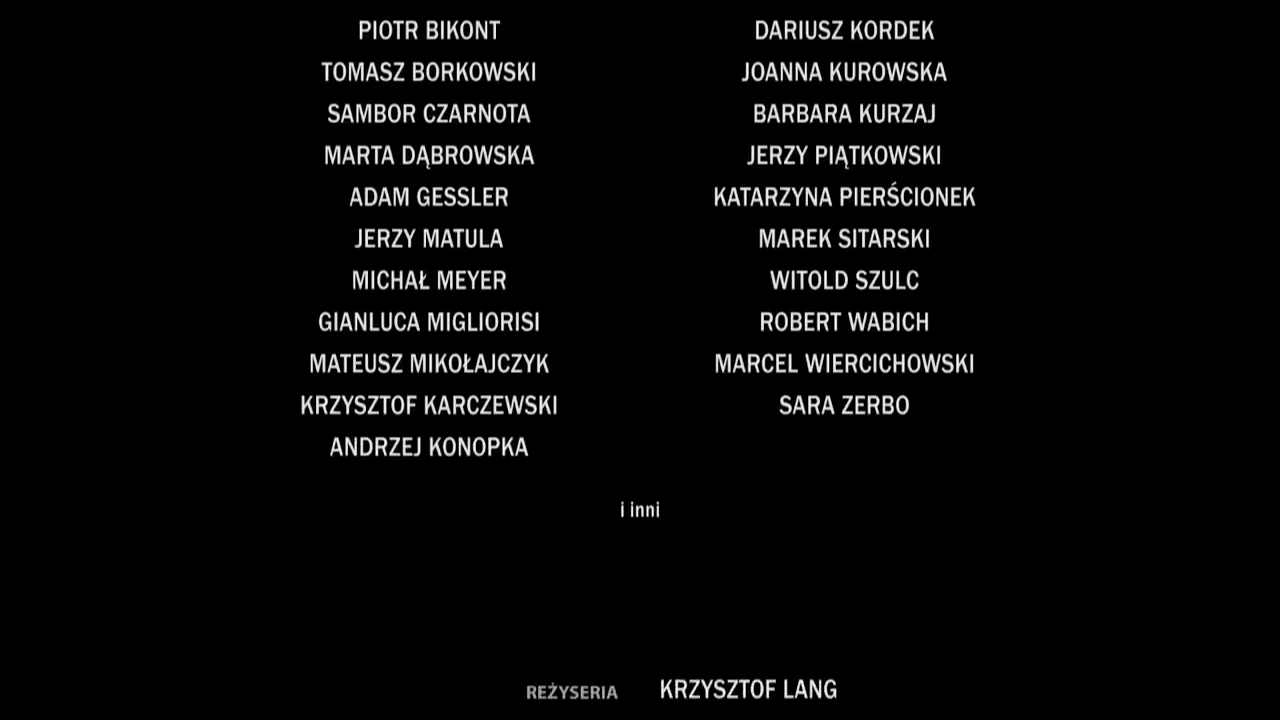 PIOTR BIKONT
TOMASZ BORKOWSKI
SAMBOR CZARNOTA
MARTA DĄBROWSKA
ADAM GESSLER
JERZY MATULA
MICHAŁ MEYER
GIANLUCA MIGLIORISI
MATEUSZ MIKOŁAJCZYK
KRZYSZTOF KARCZEWSKI
ANDRZEJ KONOPKA
DARIUSZ KORDEK
JOANNA KUROWSKA
BARBARA KURZAJ
JERZY PIĄTKOWSKI
KATARZYNA PIERŚCIONEK
MAREK SITARSKI
WITOLD SZULC
ROBERT WABICH
MARCEL WIERCICHOWSKI
SARA ZERBO
i inni
REŻYSERIA KRZYSZTOF LANG